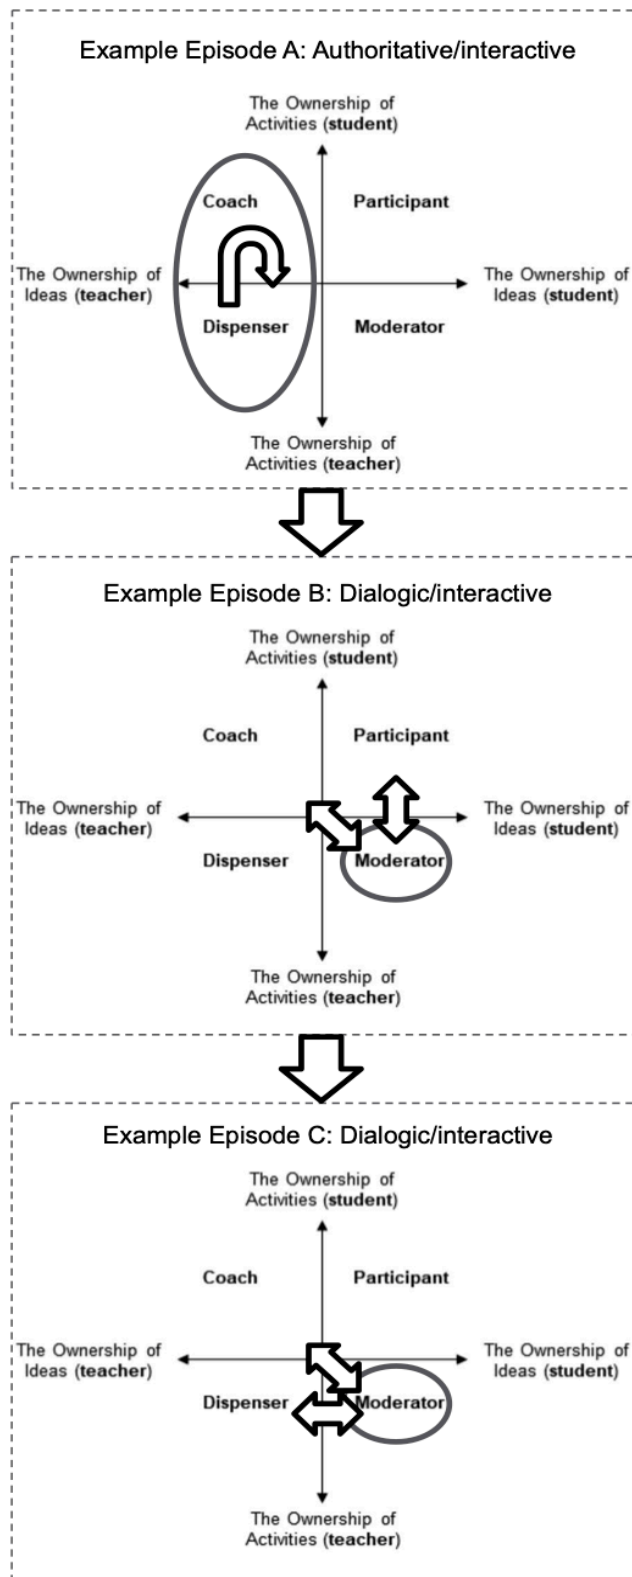 Example Episode A: Authoritative/interactive
The Ownership of
Activities (student)
Coach
Participant
The Ownership of
Ideas (teacher)
The Ownership of
Ideas (student)
Dispenser
Moderator
The Ownership of
Activities (teacher)
Example Episode B: Dialogic/interactive
The Ownership of
Activities (student)
Coach
Participant
The Ownership of
Ideas (teacher)
The Ownership of
Ideas (student)
Dispenser
Moderator
The Ownership of
Activities (teacher)
Example Episode C: Dialogic/interactive
The Ownership of
Activities (student)
Coach
Participant
The Ownership of
Ideas (teacher)
The Ownership of
Ideas (student)
Dispenser
Moderator
The Ownership of
Activities (teacher)